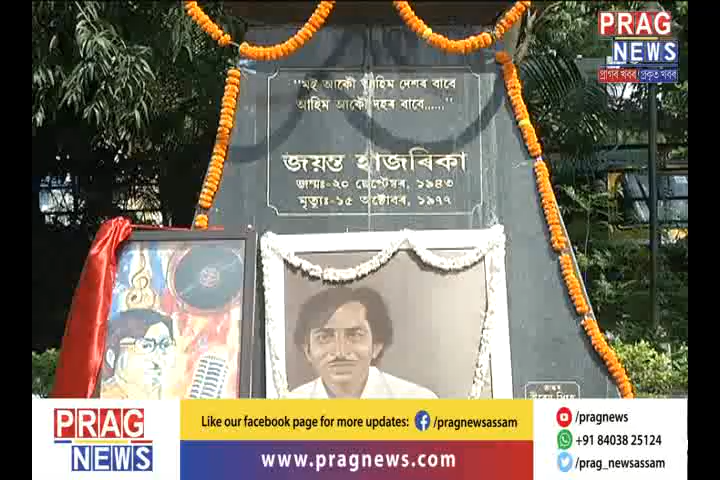 PRAG
NEWS
প্ৰাগৰ খবৰ প্ৰকৃত খবৰ
"মই আকৌ আহিম দেশৰ বাবে
আহিম আকৌ দহৰ বাবে......"
জয়ন্ত হাজৰিকা
জন্মঃ-২০ ছেপ্টেম্বৰ, ১৯৪৩
মৃত্যুঃ-১৫ অক্টোবৰ, ১৯৭৭
PRAG
NEWS
Like our facebook page for more updates: /pragnewsassam
www.pragnews.com
/pragnews
+91 84038 25124
/prag_newsassam